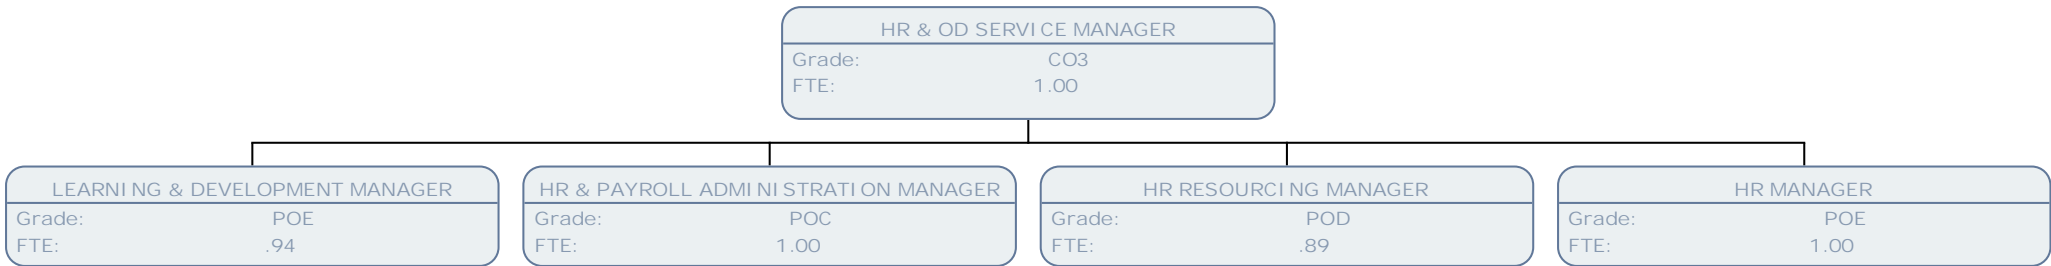 HR & OD SERVICE MANAGER
Grade: CO3
FTE: 1.00
LEARNING & DEVELOPMENT MANAGER
Grade: POE
FTE: .94
HR & PAYROLL ADMINISTRATION MANAGER
Grade: POC
FTE: 1.00
HR RESOURCING MANAGER
Grade: POD
FTE: .89
HR MANAGER
Grade: POE
FTE: 1.00